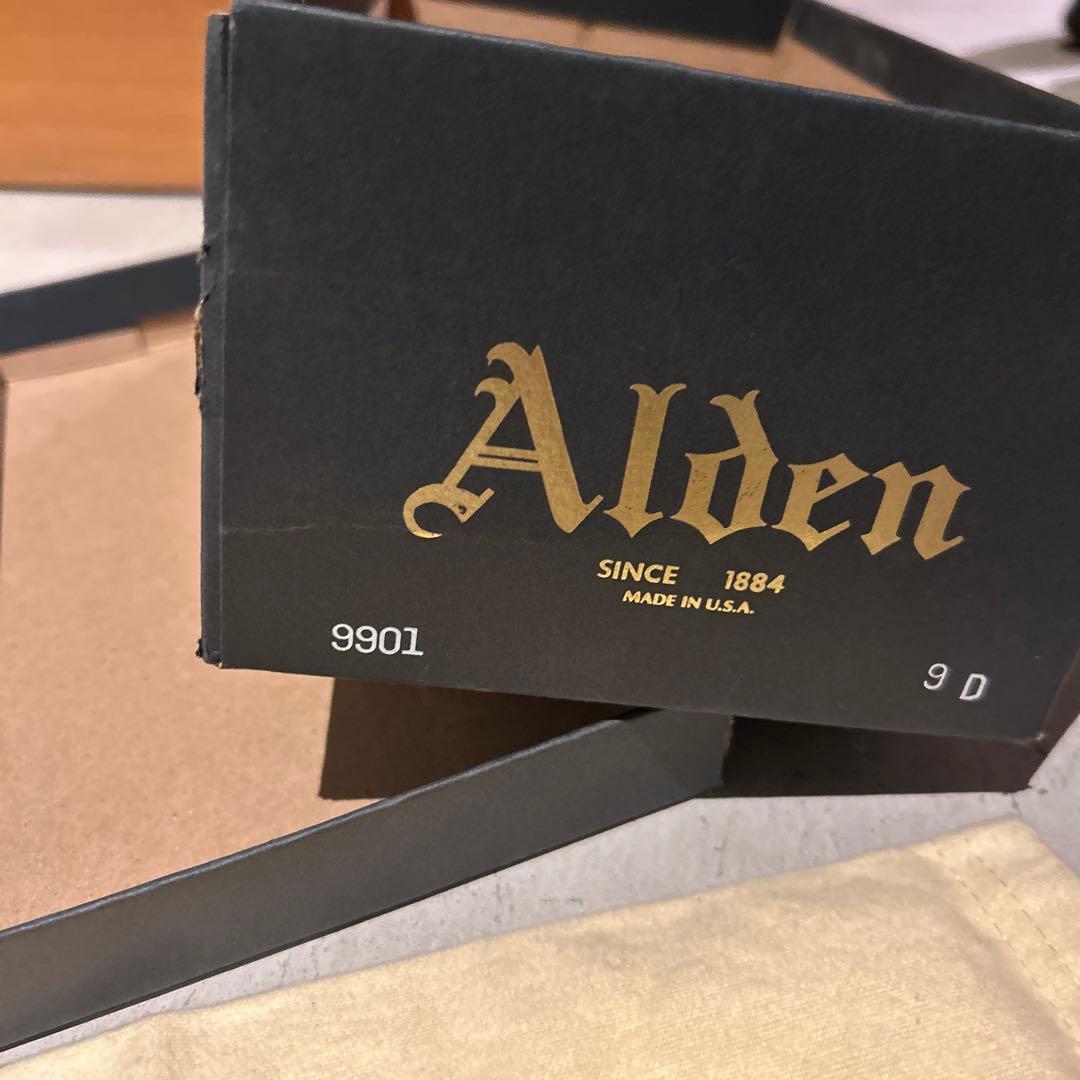 Alden
SINCE 1884
MADE IN U.S.A.
9901
9 D